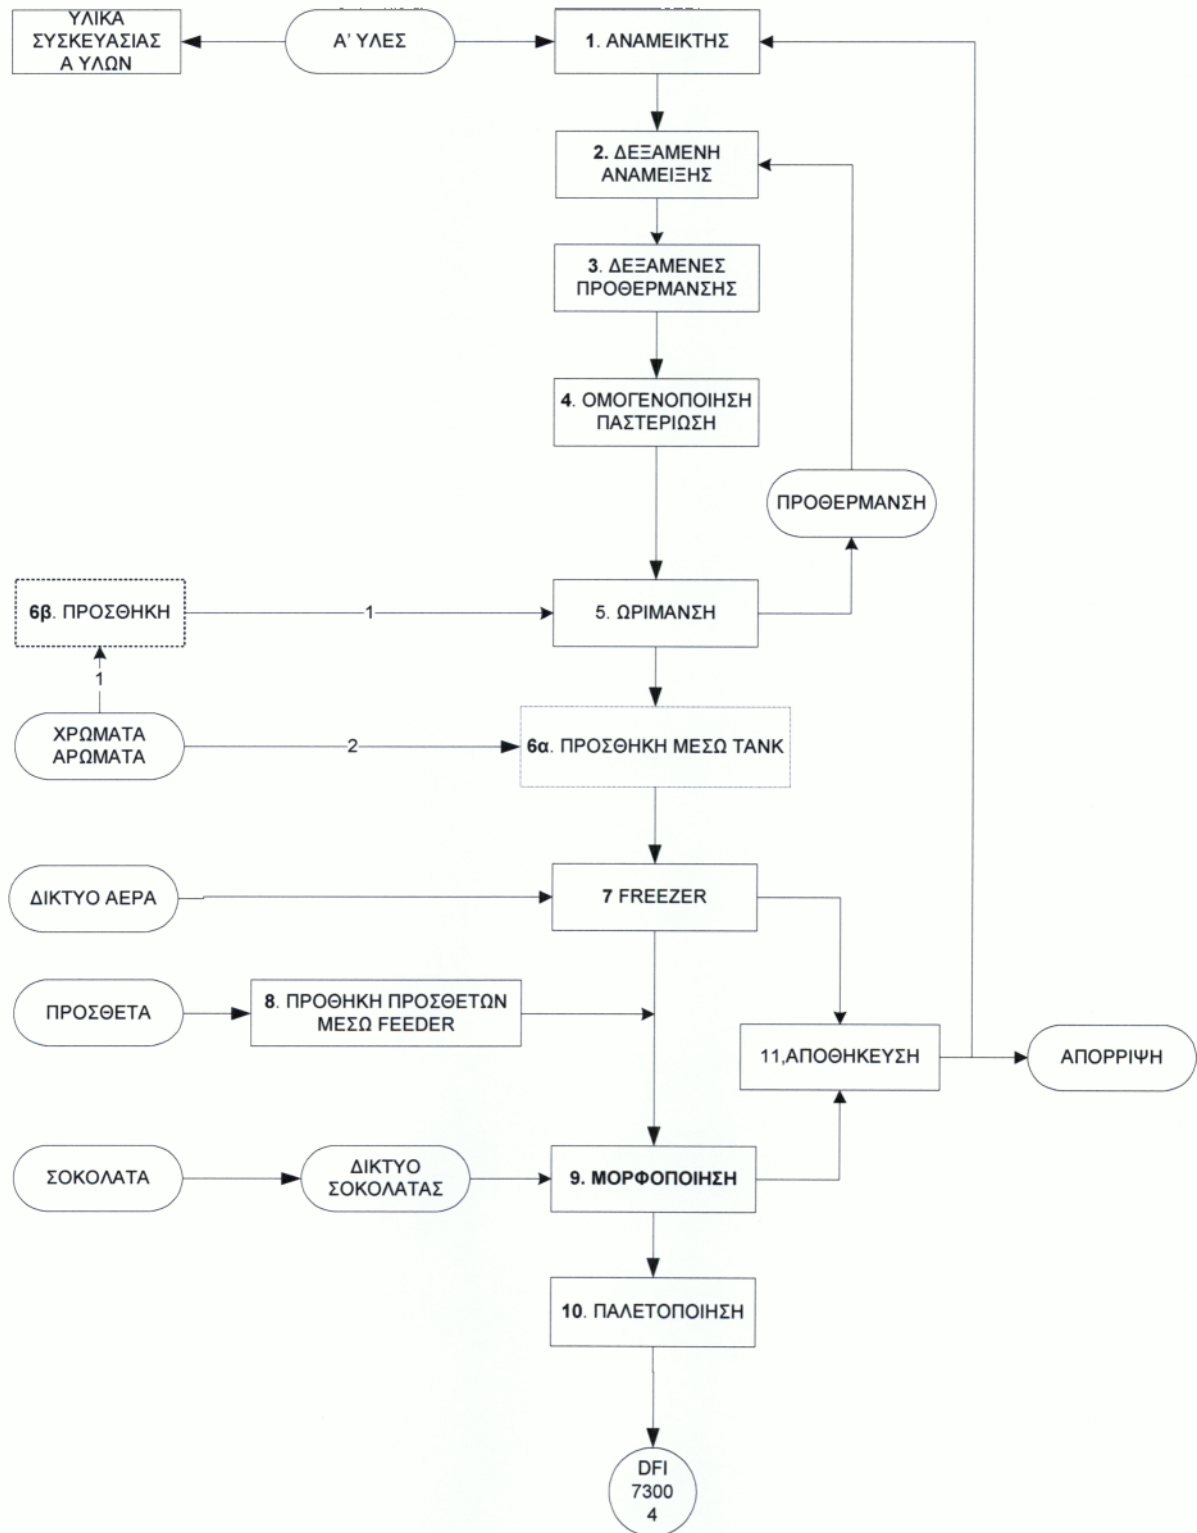 ΥΛΙΚΑ
ΣΥΣΚΕΥΑΣΙΑΣ
Α ΥΛΩΝ
Α' ΥΛΕΣ
1. ΑΝΑΜΕΙΚΤΗΣ
2. ΔΕΞΑΜΕΝΗ
ΑΝΑΜΕΙΞΗΣ
3. ΔΕΞΑΜΕΝΕΣ
ΠΡΟΘΕΡΜΑΝΣΗΣ
4. ΟΜΟΓΕΝΟΠΟΙΗΣΗ
ΠΑΣΤΕΡΙΩΣΗ
ΠΡΟΘΕΡΜΑΝΣΗ
6β. ΠΡΟΣΘΗΚΗ
1
5. ΩΡΙΜΑΝΣΗ
1
ΧΡΩΜΑΤΑ
ΑΡΩΜΑΤΑ
2
6α. ΠΡΟΣΘΗΚΗ ΜΕΣΩ TANK
ΔΙΚΤΥΟ ΑΕΡΑ
7 FREEZER
ΠΡΟΣΘΕΤΑ
8. ΠΡΟΘΗΚΗ ΠΡΟΣΘΕΤΩΝ
ΜΕΣΩ FEEDER
11,ΑΠΟΘΗΚΕΥΣΗ
ΑΠΟΡΡΙΨΗ
ΣΟΚΟΛΑΤΑ
ΔΙΚΤΥΟ
ΣΟΚΟΛΑΤΑΣ
9. ΜΟΡΦΟΠΟΙΗΣΗ
10. ΠΑΛΕΤΟΠΟΙΗΣΗ
DFI
7300
4